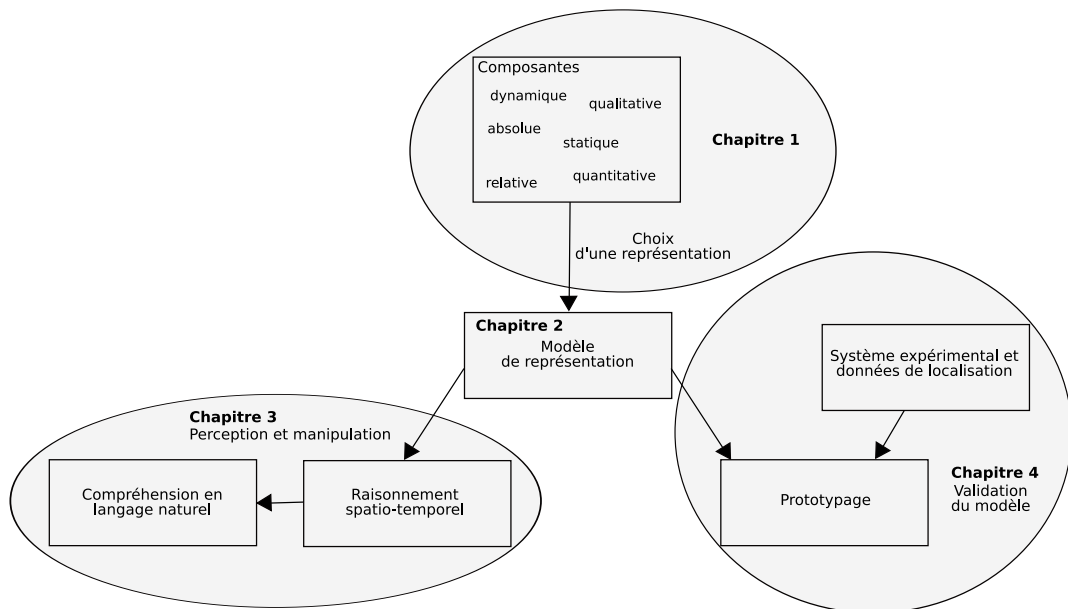 Composantes
dynamique
qualitative
absolue
statique
relative
quantitative
Chapitre 1
Choix
d'une représentation
Chapitre 2
Modèle
de représentation
Système expérimental et
données de localisation
Chapitre 3
Perception et manipulation
Compréhension en
langage naturel
Raisonnement
spatio-temporel
Prototypage
Chapitre 4
Validation
du modèle